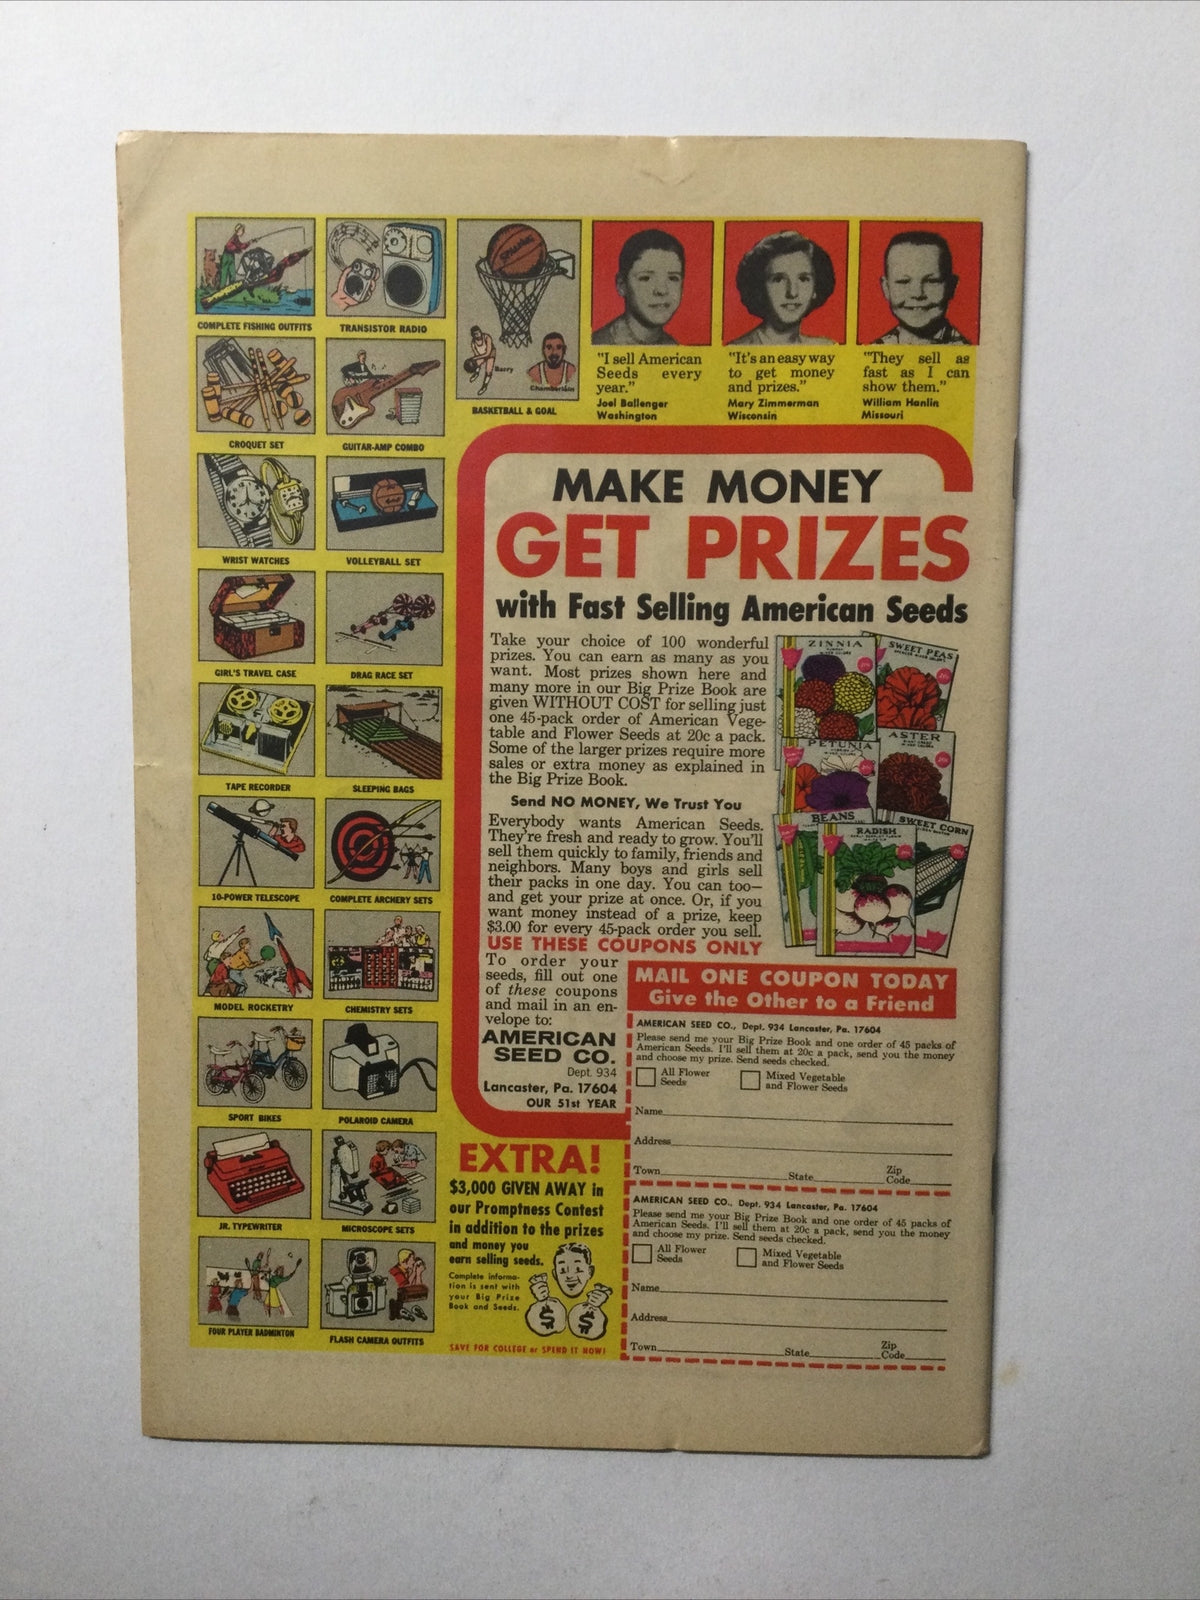 COMPLETE FISHING OUTFITS
TRANSISTOR RADIO
SPALDING
Barry
Chamberlain
BASKETBALL & GOAL
CROQUET SET
GUITAR-AMP COMBO
WRIST WATCHES
VOLLEYBALL SET
GIRL'S TRAVEL CASE
DRAG RACE SET
TAPE RECORDER
SLEEPING BAGS
10-POWER TELESCOPE
COMPLETE ARCHERY SETS
MODEL ROCKETRY
CHEMISTRY SETS
SPORT BIKES
POLAROID CAMERA
JR. TYPEWRITER
MICROSCOPE SETS
FOUR PLAYER BADMINTON
FLASH CAMERA OUTFITS
"I sell American
Seeds every
year."
Joel Ballenger
Washington
"It's an easy way
to get money
and prizes."
Mary Zimmerman
Wisconsin
"They sell as
fast as I can
show them."
William Hanlin
Missouri
MAKE MONEY
GET PRIZES
with Fast Selling American Seeds
Take your choice of 100 wonderful
prizes. You can earn as many as you
want. Most prizes shown here and
many more in our Big Prize Book are
given WITHOUT COST for selling just
one 45-pack order of American Vege-
table and Flower Seeds at 20c a pack.
Some of the larger prizes require more
sales or extra money as explained in
the Big Prize Book.
Send NO MONEY, We Trust You
Everybody wants American Seeds.
They're fresh and ready to grow. You'll
sell them quickly to family, friends and
neighbors. Many boys and girls sell
their packs in one day. You can too—
and get your prize at once. Or, if you
want money instead of a prize, keep
$3.00 for every 45-pack order you sell.
USE THESE COUPONS ONLY
To order your
seeds, fill out one
of these coupons
and mail in an en-
velope to:
AMERICAN
SEED CO.
Dept. 934
Lancaster, Pa. 17604
OUR 51st YEAR
ZINNIA
SWEET PEAS
PETUNIA
ASTER
BEANS
RADISH
SWEET CORN
MAIL ONE COUPON TODAY
Give the Other to a Friend
AMERICAN SEED CO., Dept. 934 Lancaster, Pa. 17604
Please send me your Big Prize Book and one order of 45 packs of
American Seeds. I'll sell them at 20c a pack, send you the money
and choose my prize. Send seeds checked.
All Flower
Seeds
Mixed Vegetable
and Flower Seeds
Name
Address
Town State Zip Code
AMERICAN SEED CO., Dept. 934 Lancaster, Pa. 17604
Please send me your Big Prize Book and one order of 45 packs of
American Seeds. I'll sell them at 20c a pack, send you the money
and choose my prize. Send seeds checked.
All Flower
Seeds
Mixed Vegetable
and Flower Seeds
Name
Address
Town State Zip Code
EXTRA!
$3,000 GIVEN AWAY in
our Promptness Contest
in addition to the prizes
and money you
earn selling seeds.
Complete informa-
tion is sent with
your Big Prize
Book and Seeds.
$ $
SAVE FOR COLLEGE or SPEND IT NOW!